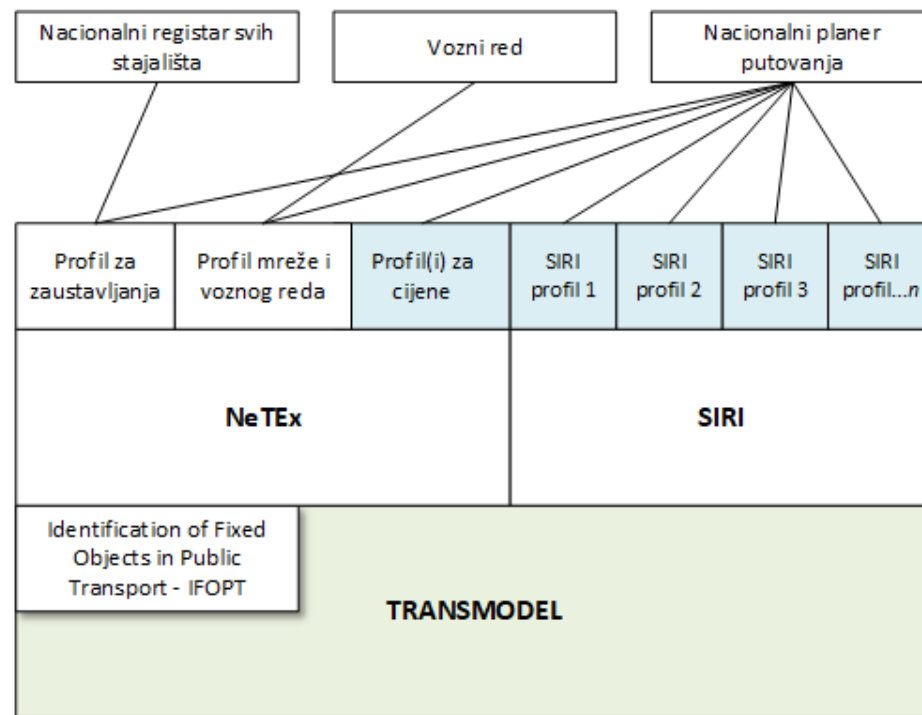 Nacionalni registar svih
stajališta
Vozni red
Nacionalni planer
putovanja
Profil za
zaustavljanja
Profil mreže i
voznog reda
Profil(i) za
cijene
SIRI
profil 1
SIRI
profil 2
SIRI
profil 3
SIRI
profil...n
NeTEx
SIRI
Identification of Fixed
Objects in Public
Transport - IFOPT
TRANSMODEL